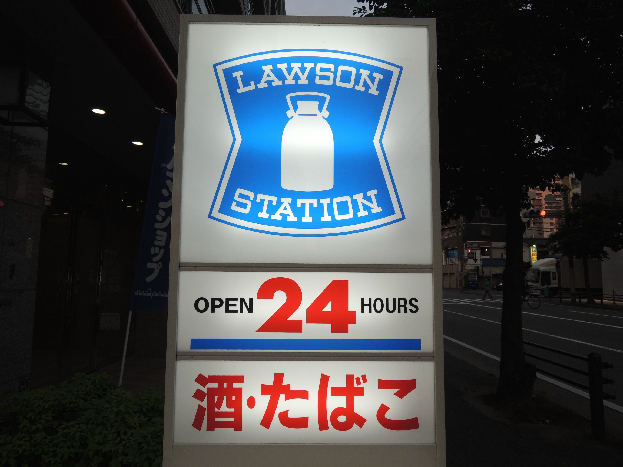 LAWSON
STATION
OPEN 24 HOURS
酒・たばこ